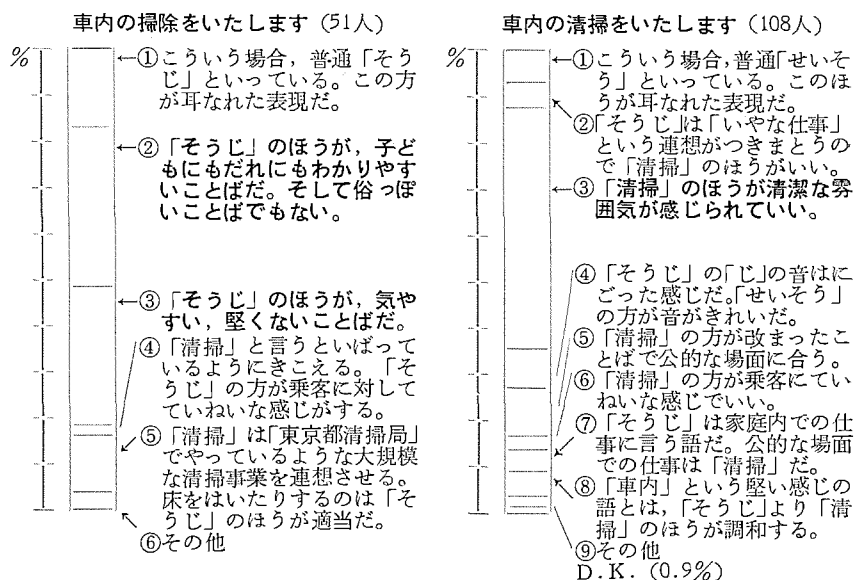 車内の掃除をいたします（51人）
%
①こういう場合，普通「そう
じ」といっている。この方
が耳なれた表現だ。
②「そうじ」のほうが，子ど
もにもだれにもわかりやす
いことばだ。そして俗っぽ
いことばでもない。
③「そうじ」のほうが，気や
すい，堅くないことばだ。
④「清掃」と言うといばって
いるようにきこえる。「そ
うじ」の方が乗客に対して
ていねいな感じがする。
⑤「清掃」は「東京都清掃局」
でやっているような大規模
な清掃事業を連想させる。
床をはいたりするのは「そ
うじ」のほうが適当だ。
⑥その他
車内の清掃をいたします（108人）
%
①こういう場合，普通「せいそ
う」といっている。このほ
うが耳なれた表現だ。
②「そうじ」は「いやな仕事」
という連想がつきまとうの
で「清掃」のほうがいい。
③「清掃」のほうが清潔な雰
囲気が感じられていい。
④「そうじ」の「じ」の音はに
ごった感じだ。「せいそう」
の方が音がきれいだ。
⑤「清掃」の方が改まったこ
とばで公的な場面に合う。
⑥「清掃」の方が乗客にてい
ねいな感じでいい。
⑦「そうじ」は家庭内での仕
事に言う語だ。公的な場面
での仕事は「清掃」だ。
⑧「車内」という堅い感じの
語とは，「そうじ」より「清
掃」のほうが調和する。
⑨その他
D.K.（0.9%）